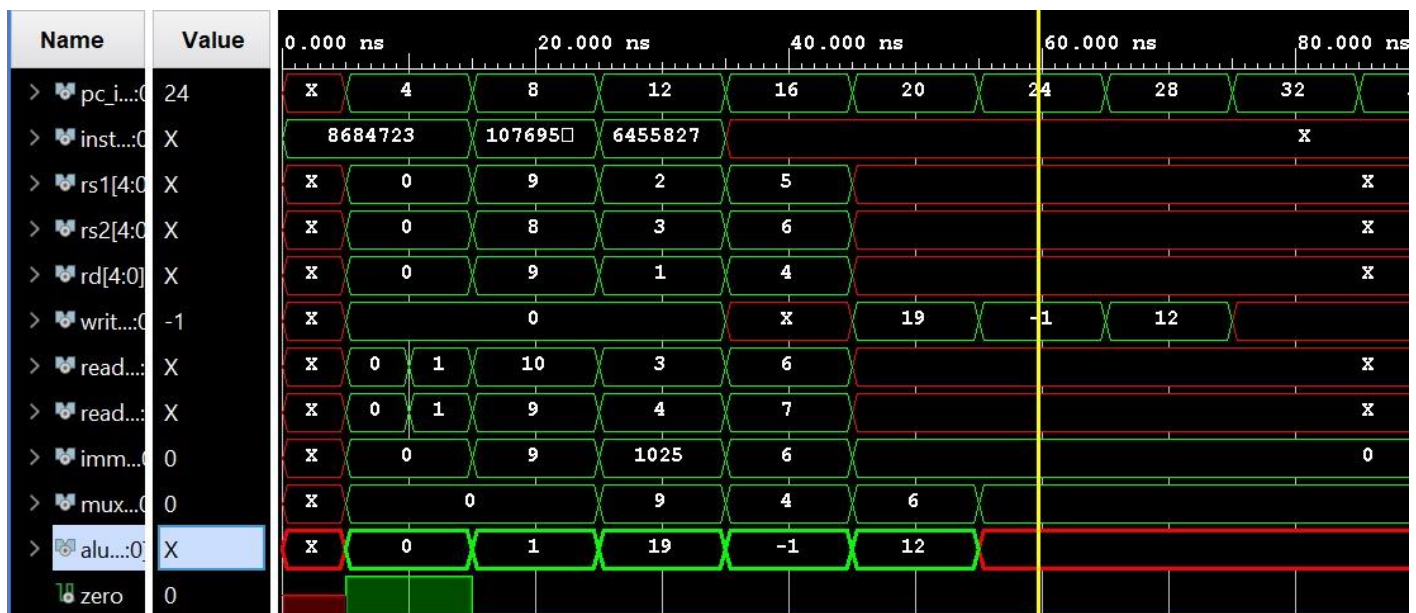 Name Value 0.000 ns 20.000 ns 40.000 ns 60.000 ns 80.000 ns
pc_i...:0 24 X 4 8 12 16 20 24 28 32
inst...:0 X 8684723 107695□ 6455827 X
rs1[4:0 X X 0 9 2 5 X
rs2[4:0 X X 0 8 3 6 X
rd[4:0] X X 0 9 1 4 X
writ...:0 -1 X 0 X 19 -1 12
read...: X X 0 1 10 3 6 X
read...: X X 0 1 9 4 7 X
imm...0 0 X 0 9 1025 6 0
mux...0 0 X 0 9 4 6
alu...:0] X X 0 1 19 -1 12
zero 0